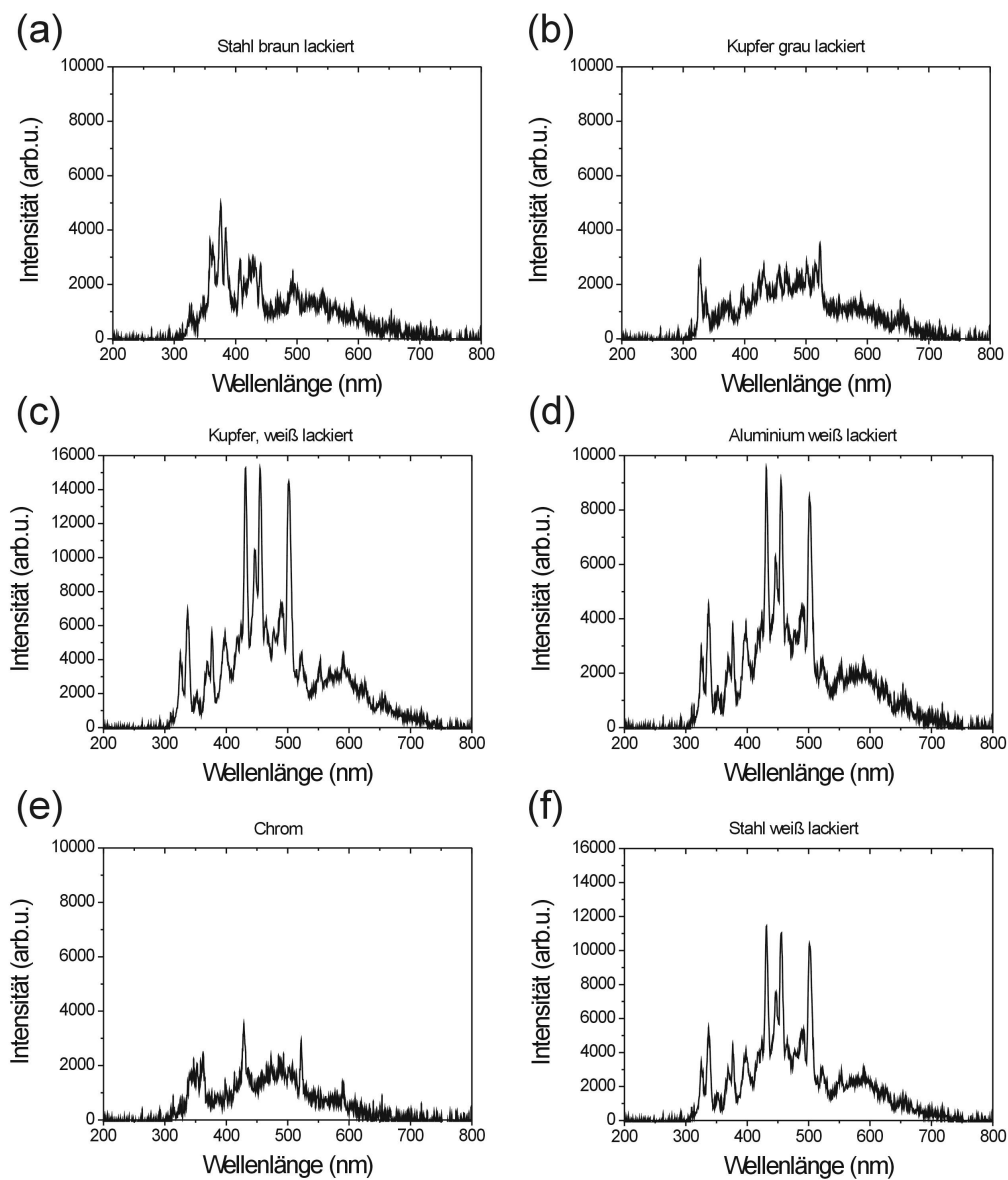 (a)
Stahl braun lackiert
10000
8000
6000
4000
2000
0
200 300 400 500 600 700 800
Intensität (arb.u.)
Wellenlänge (nm)
(b)
Kupfer grau lackiert
10000
8000
6000
4000
2000
0
200 300 400 500 600 700 800
Intensität (arb.u.)
Wellenlänge (nm)
(c)
Kupfer, weiß lackiert
16000
14000
12000
10000
8000
6000
4000
2000
0
200 300 400 500 600 700 800
Intensität (arb.u.)
Wellenlänge (nm)
(d)
Aluminium weiß lackiert
10000
8000
6000
4000
2000
0
200 300 400 500 600 700 800
Intensität (arb.u.)
Wellenlänge (nm)
(e)
Chrom
10000
8000
6000
4000
2000
0
200 300 400 500 600 700 800
Intensität (arb.u.)
Wellenlänge (nm)
(f)
Stahl weiß lackiert
16000
14000
12000
10000
8000
6000
4000
2000
0
200 300 400 500 600 700 800
Intensität (arb.u.)
Wellenlänge (nm)